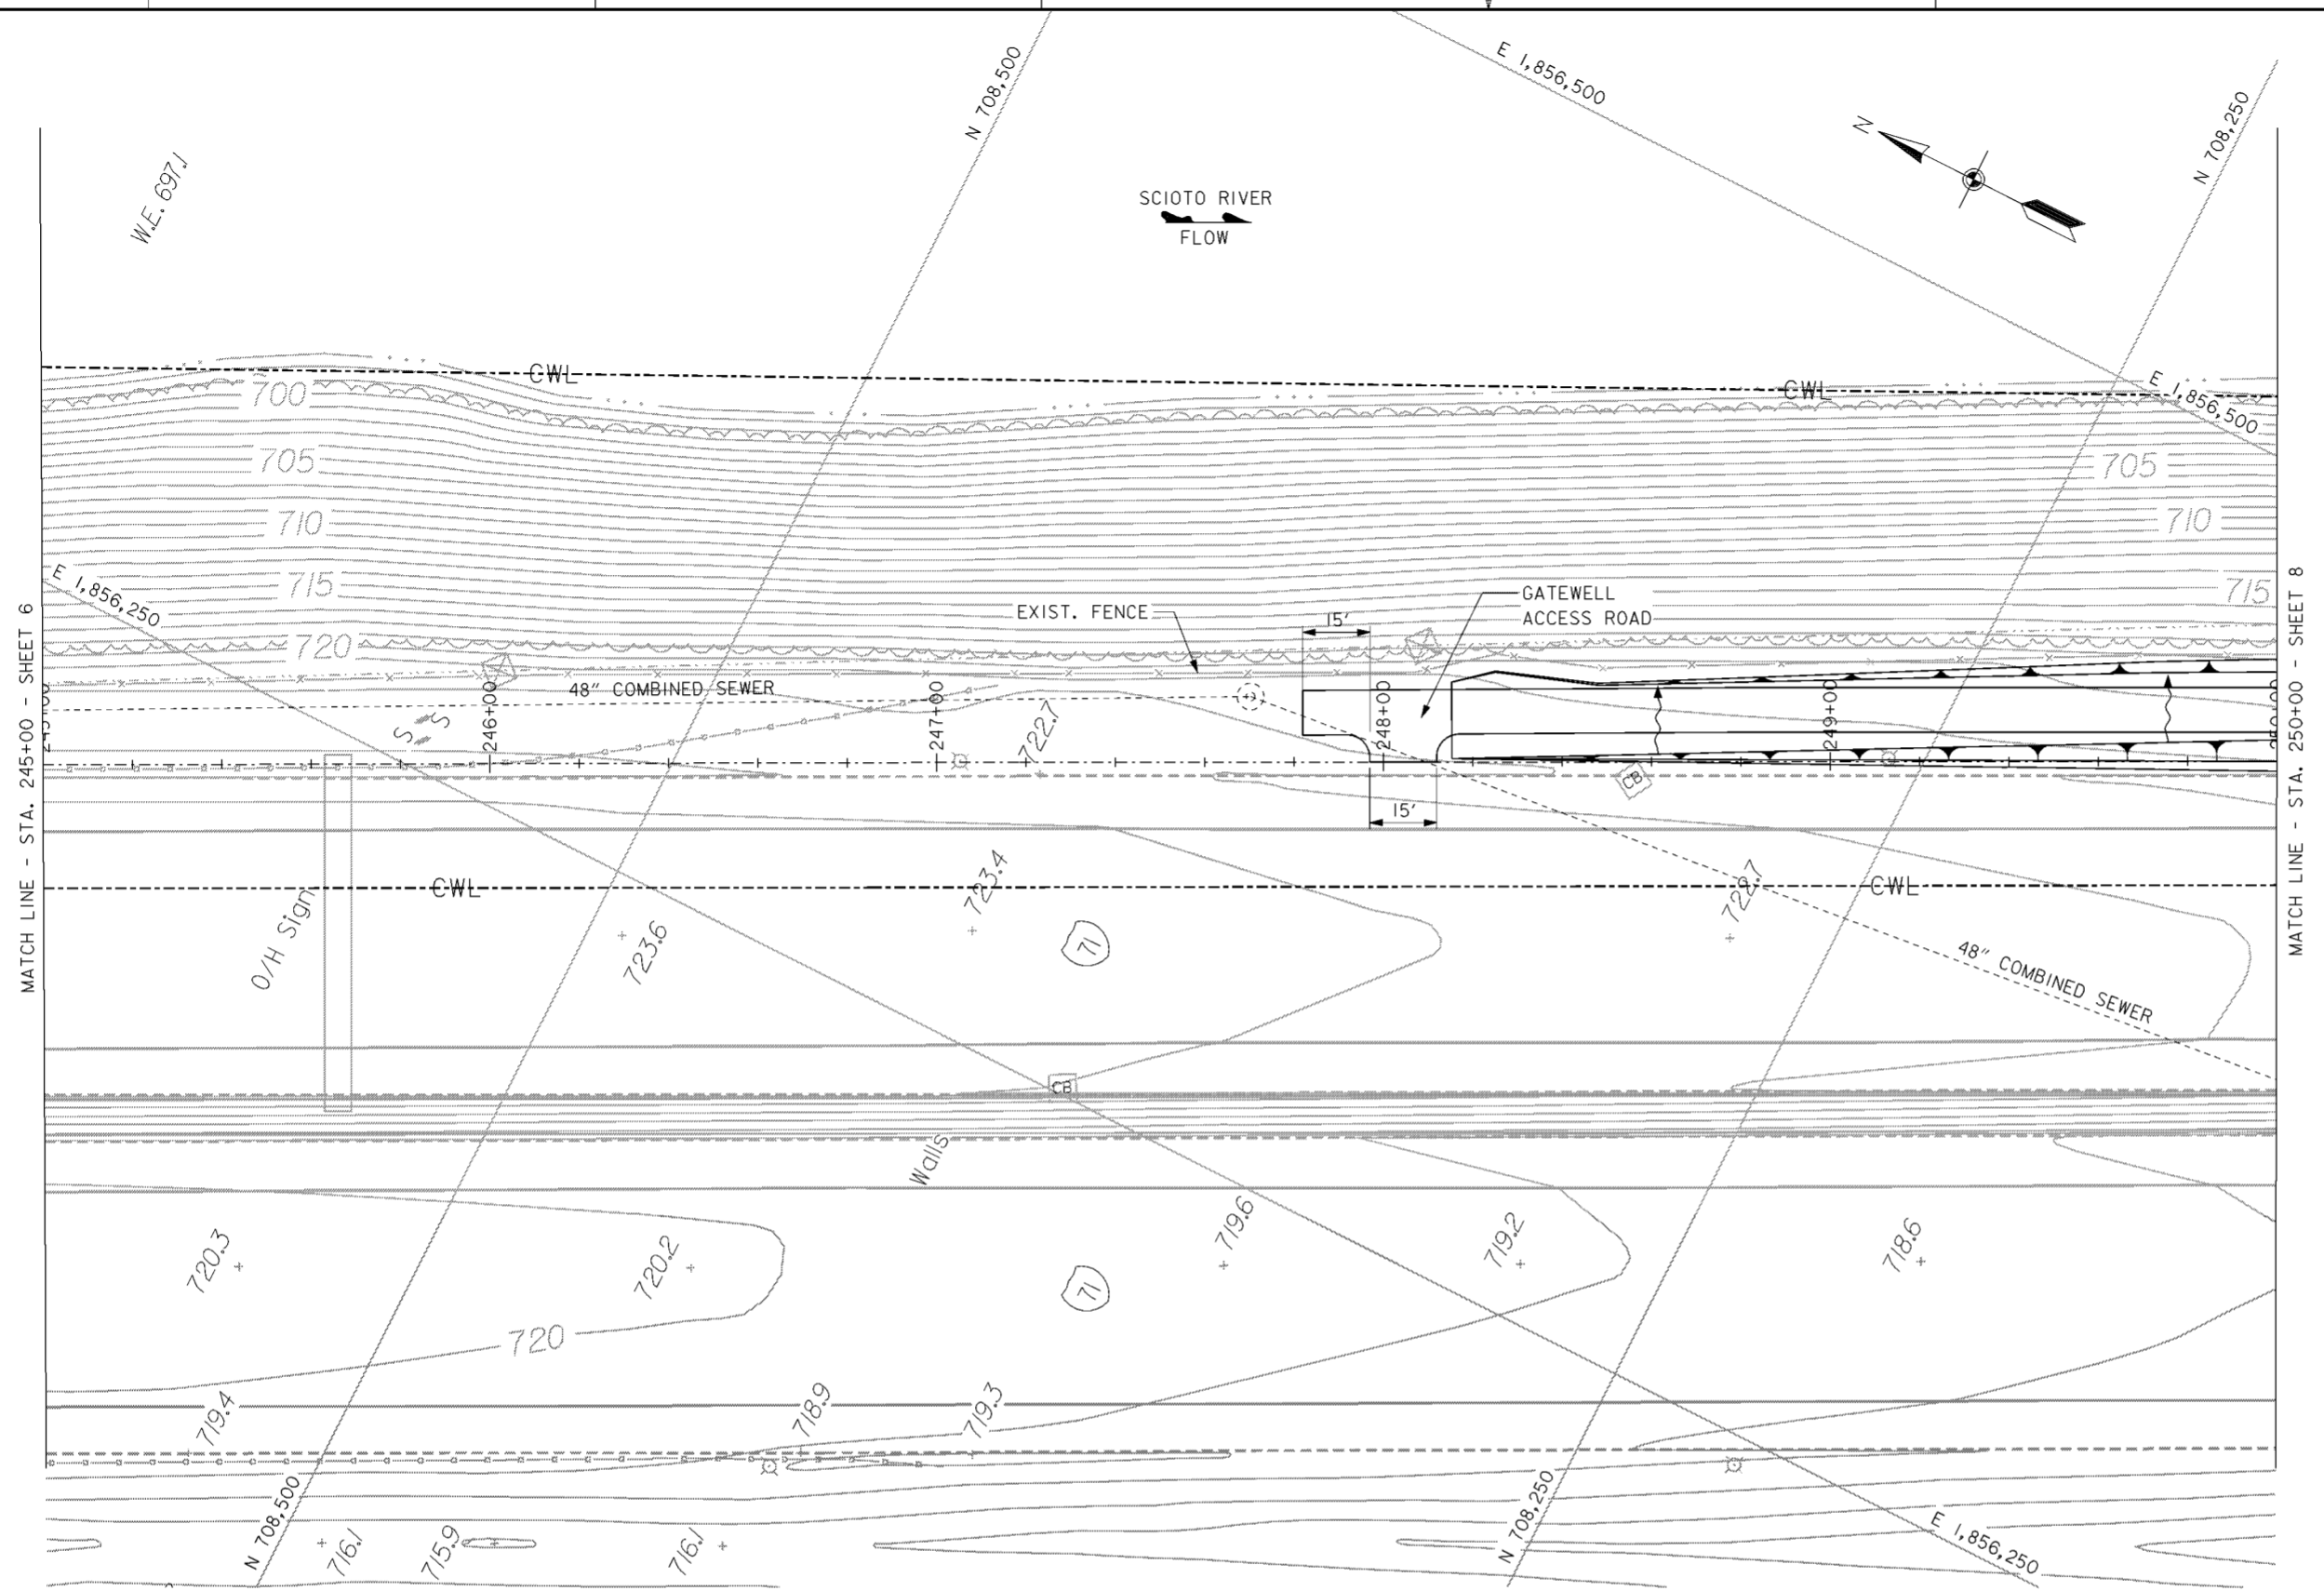 E 1,856,500
N 708,500
N
N 708,250
W.E. 697.1
SCIOTO RIVER
FLOW
CWL
CWL
E 1,856,500
700
705
705
710
710
E 1,856,250
715
715
GATEWELL
ACCESS ROAD
EXIST. FENCE
15'
720
48" COMBINED SEWER
S
S
245+00
246+00
247+00
722.7
248+00
249+00
CB
15'
MATCH LINE - STA. 245+00 - SHEET 6
MATCH LINE - STA. 250+00 - SHEET 8
CWL
CWL
O/H Sign
723.6
723.4
71
722.7
48" COMBINED SEWER
CB
Walls
720.3
720.2
719.6
719.2
718.6
71
720
719.4
718.9
719.3
N 708,500
716.1
715.9
716.1
N 708,250
E 1,856,250